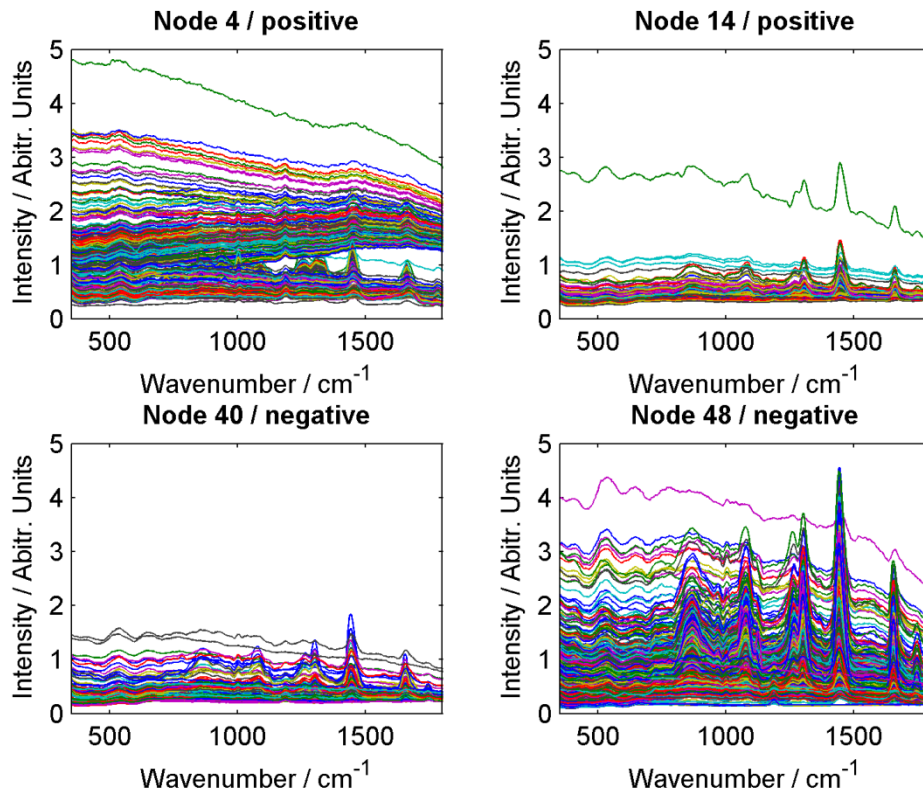 Node 4 / positive
Intensity / Abitr. Units
5
4
3
2
1
0
500 1000 1500
Wavenumber / cm⁻¹
Node 14 / positive
Intensity / Abitr. Units
5
4
3
2
1
0
500 1000 1500
Wavenumber / cm⁻¹
Node 40 / negative
Intensity / Abitr. Units
5
4
3
2
1
0
500 1000 1500
Wavenumber / cm⁻¹
Node 48 / negative
Intensity / Abitr. Units
5
4
3
2
1
0
500 1000 1500
Wavenumber / cm⁻¹